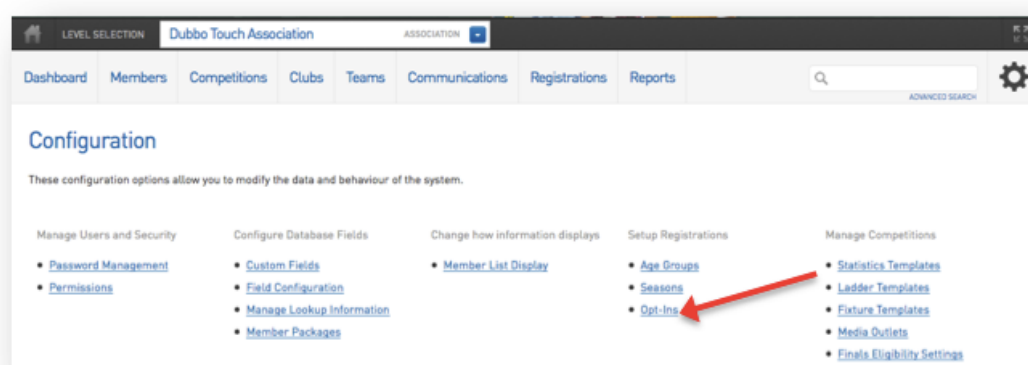 LEVEL SELECTION Dubbo Touch Association ASSOCIATION
Dashboard Members Competitions Clubs Teams Communications Registrations Reports
ADVANCED SEARCH
Configuration
These configuration options allow you to modify the data and behaviour of the system.
Manage Users and Security Configure Database Fields Change how information displays Setup Registrations Manage Competitions
Password Management Custom Fields Member List Display Age Groups Statistics Templates
Permissions Field Configuration Seasons Ladder Templates
Manage Lookup Information Opt-Ins Fixture Templates
Member Packages Media Outlets
Finals Eligibility Settings